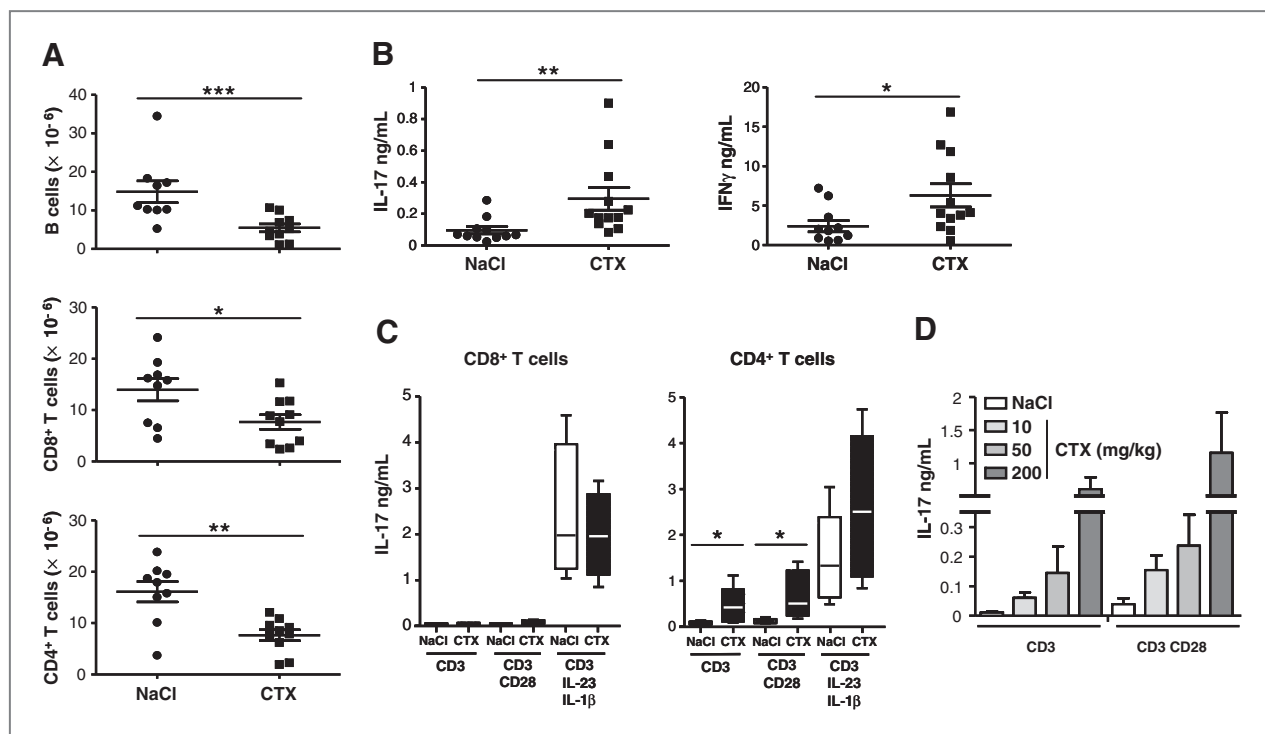 A
***
B cells (× 10⁻⁶)
40
30
20
10
0
*
CD8⁺ T cells (× 10⁻⁶)
30
20
10
0
**
CD4⁺ T cells (× 10⁻⁶)
30
20
10
0
NaCl CTX
B
**
IL-17 ng/mL
1
0.8
0.6
0.4
0.2
0
NaCl CTX
*
IFNγ ng/mL
20
15
10
5
0
NaCl CTX
C
CD8⁺ T cells
IL-17 ng/mL
5
4
3
2
1
0
NaCl CTX NaCl CTX NaCl CTX
CD3 CD3 CD3
CD28 IL-23
IL-1β
CD4⁺ T cells
5
4
3
2
1
0
* *
NaCl CTX NaCl CTX NaCl CTX
CD3 CD3 CD3
CD28 IL-23
IL-1β
D
IL-17 ng/mL
2
1.5
1
0.3
0.2
0.1
0
NaCl
10
50 CTX (mg/kg)
200
CD3 CD3 CD28